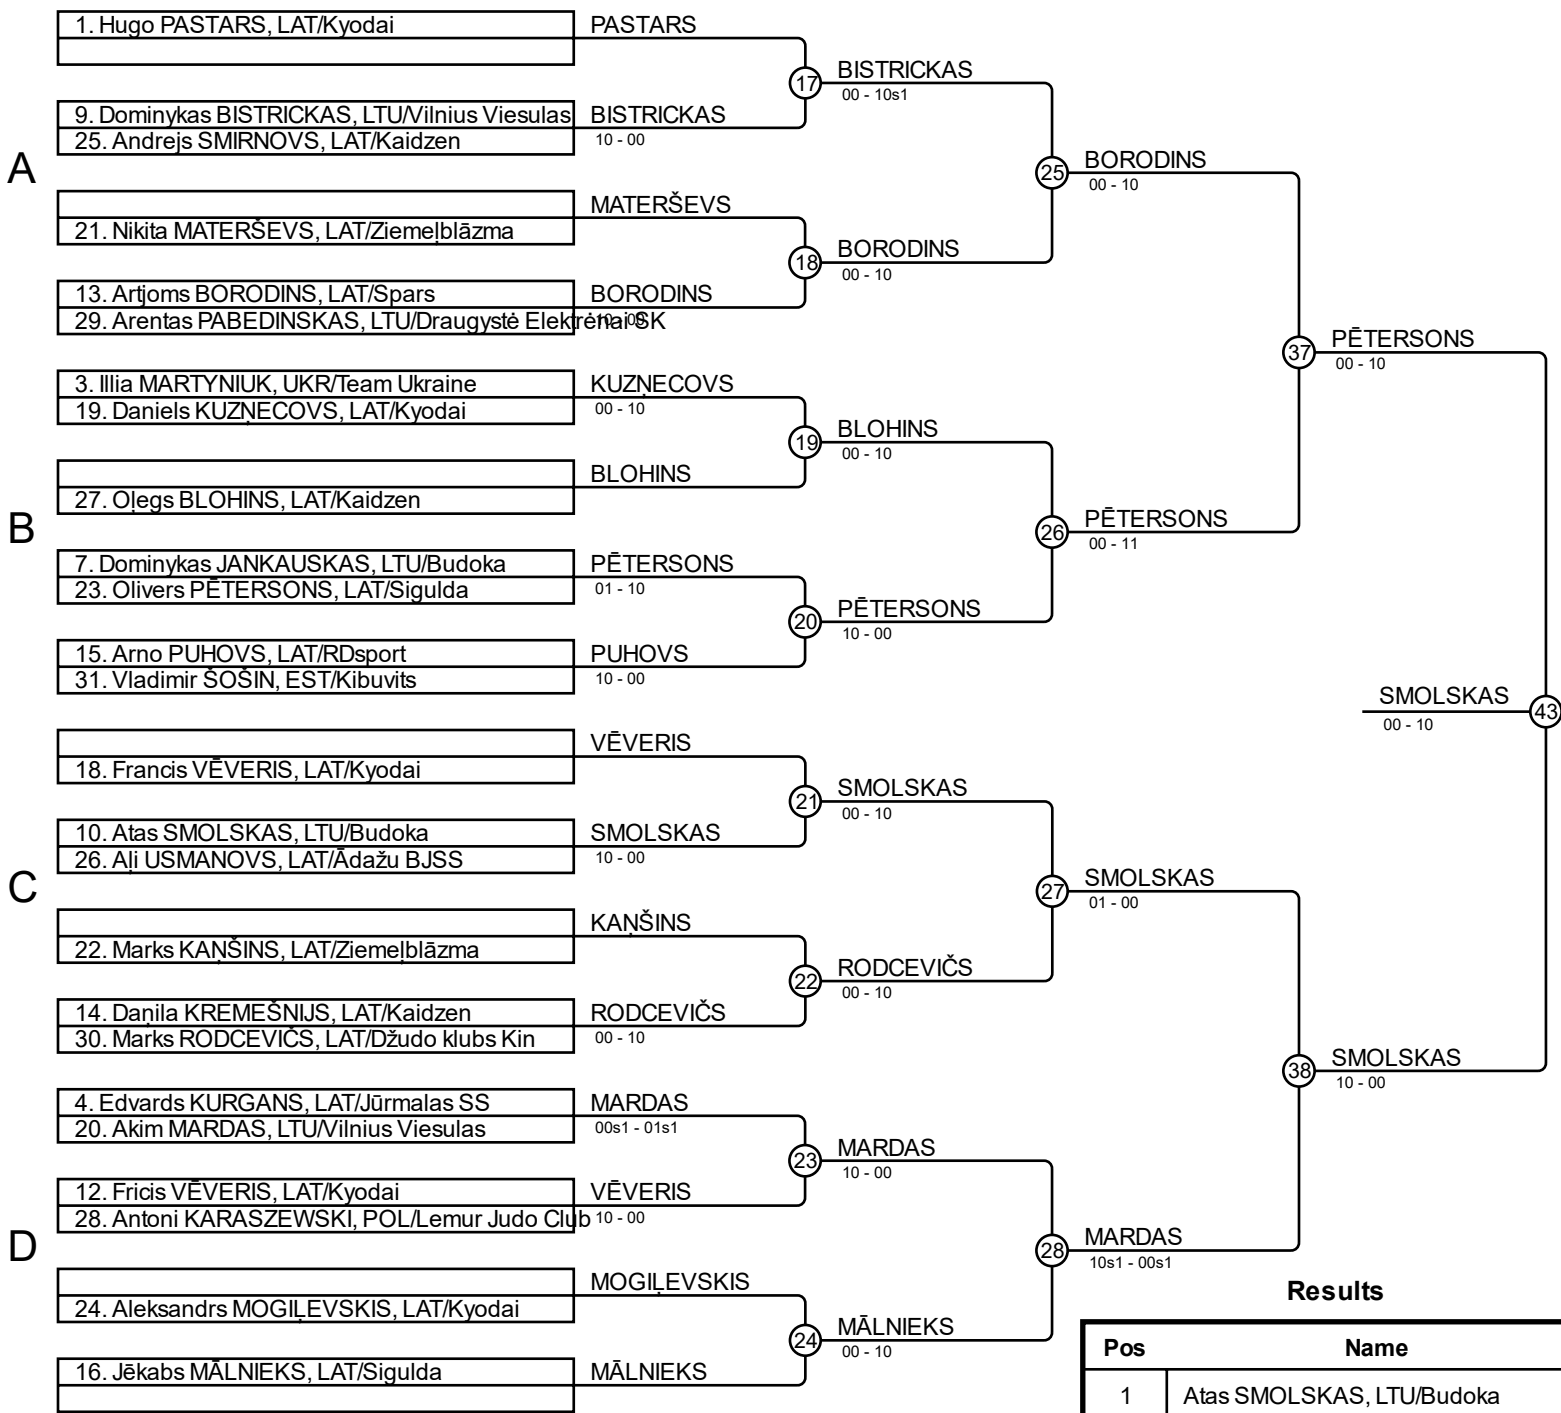 1. Hugo PASTARS, LAT/Kyodai
PASTARS
17
BISTRICKAS
00 - 10s1
9. Dominykas BISTRICKAS, LTU/Vilnius Viesulas
BISTRICKAS
25. Andrejs SMIRNOVS, LAT/Kaidzen
10 - 00
A
25
BORODINS
00 - 10
MATERŠEVS
21. Nikita MATERŠEVS, LAT/Ziemeļblāzma
18
BORODINS
00 - 10
13. Artjoms BORODINS, LAT/Spars
BORODINS
29. Arentas PABEDINSKAS, LTU/Draugystė Elektrėnai SK
10 - 00
37
PĒTERSONS
00 - 10
3. Illia MARTYNIUK, UKR/Team Ukraine
KUZŅECOVS
19. Daniels KUZŅECOVS, LAT/Kyodai
00 - 10
19
BLOHINS
00 - 10
BLOHINS
27. Oļegs BLOHINS, LAT/Kaidzen
B
26
PĒTERSONS
00 - 11
7. Dominykas JANKAUSKAS, LTU/Budoka
PĒTERSONS
23. Olivers PĒTERSONS, LAT/Sigulda
01 - 10
20
PĒTERSONS
10 - 00
15. Arno PUHOVS, LAT/RDsport
PUHOVS
31. Vladimir ŠOŠIN, EST/Kibuvits
10 - 00
SMOLSKAS
43
00 - 10
VĒVERIS
18. Francis VĒVERIS, LAT/Kyodai
21
SMOLSKAS
00 - 10
10. Atas SMOLSKAS, LTU/Budoka
SMOLSKAS
26. Aļi USMANOVS, LAT/Ādažu BJSS
10 - 00
C
27
SMOLSKAS
01 - 00
KAŅŠINS
22. Marks KAŅŠINS, LAT/Ziemeļblāzma
22
RODCEVIČS
00 - 10
14. Daņila KREMEŠNIJS, LAT/Kaidzen
RODCEVIČS
30. Marks RODCEVIČS, LAT/Džudo klubs Kin
00 - 10
38
SMOLSKAS
10 - 00
4. Edvards KURGANS, LAT/Jūrmalas SS
MARDAS
20. Akim MARDAS, LTU/Vilnius Viesulas
00s1 - 01s1
23
MARDAS
10 - 00
12. Fricis VĒVERIS, LAT/Kyodai
VĒVERIS
28. Antoni KARASZEWSKI, POL/Lemur Judo Club
10 - 00
D
28
MARDAS
10s1 - 00s1
MOGIĻEVSKIS
24. Aleksandrs MOGIĻEVSKIS, LAT/Kyodai
24
MĀLNIEKS
00 - 10
16. Jēkabs MĀLNIEKS, LAT/Sigulda
MĀLNIEKS
Results
Pos Name
1 Atas SMOLSKAS, LTU/Budoka